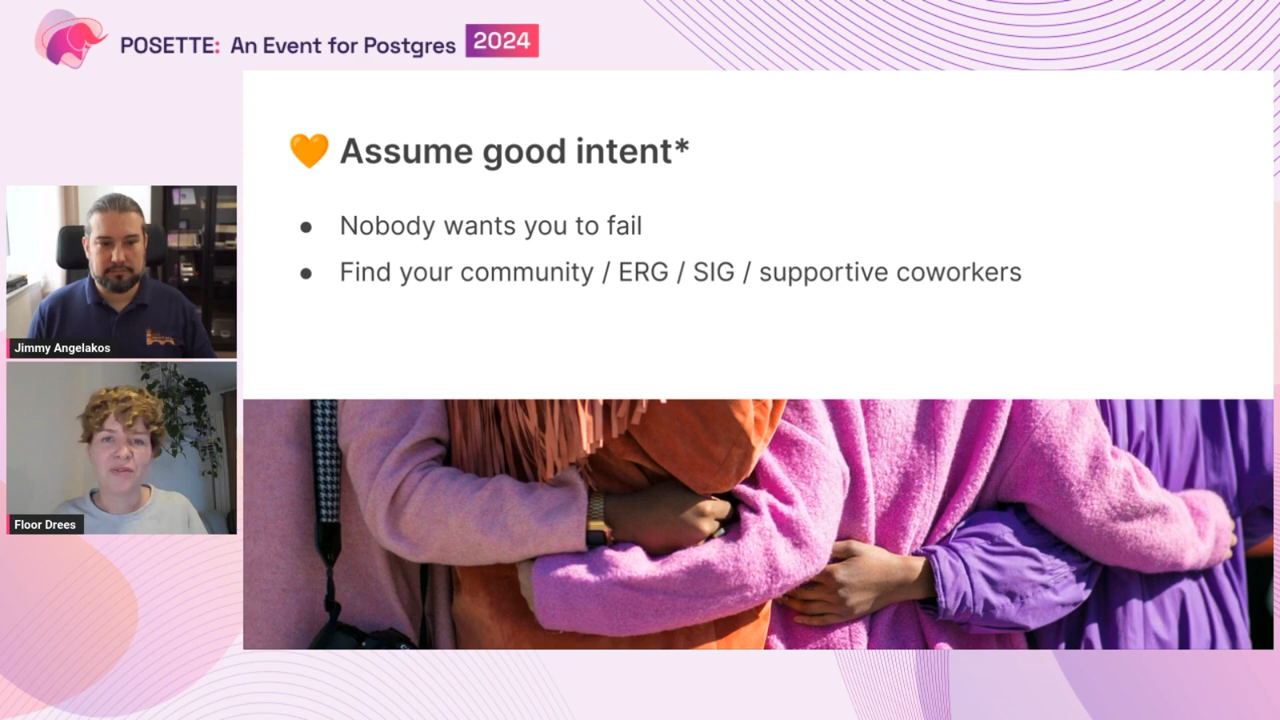 POSETTE: An Event for Postgres 2024
🧡 Assume good intent*
● Nobody wants you to fail
● Find your community / ERG / SIG / supportive coworkers
Jimmy Angelakos
Floor Drees